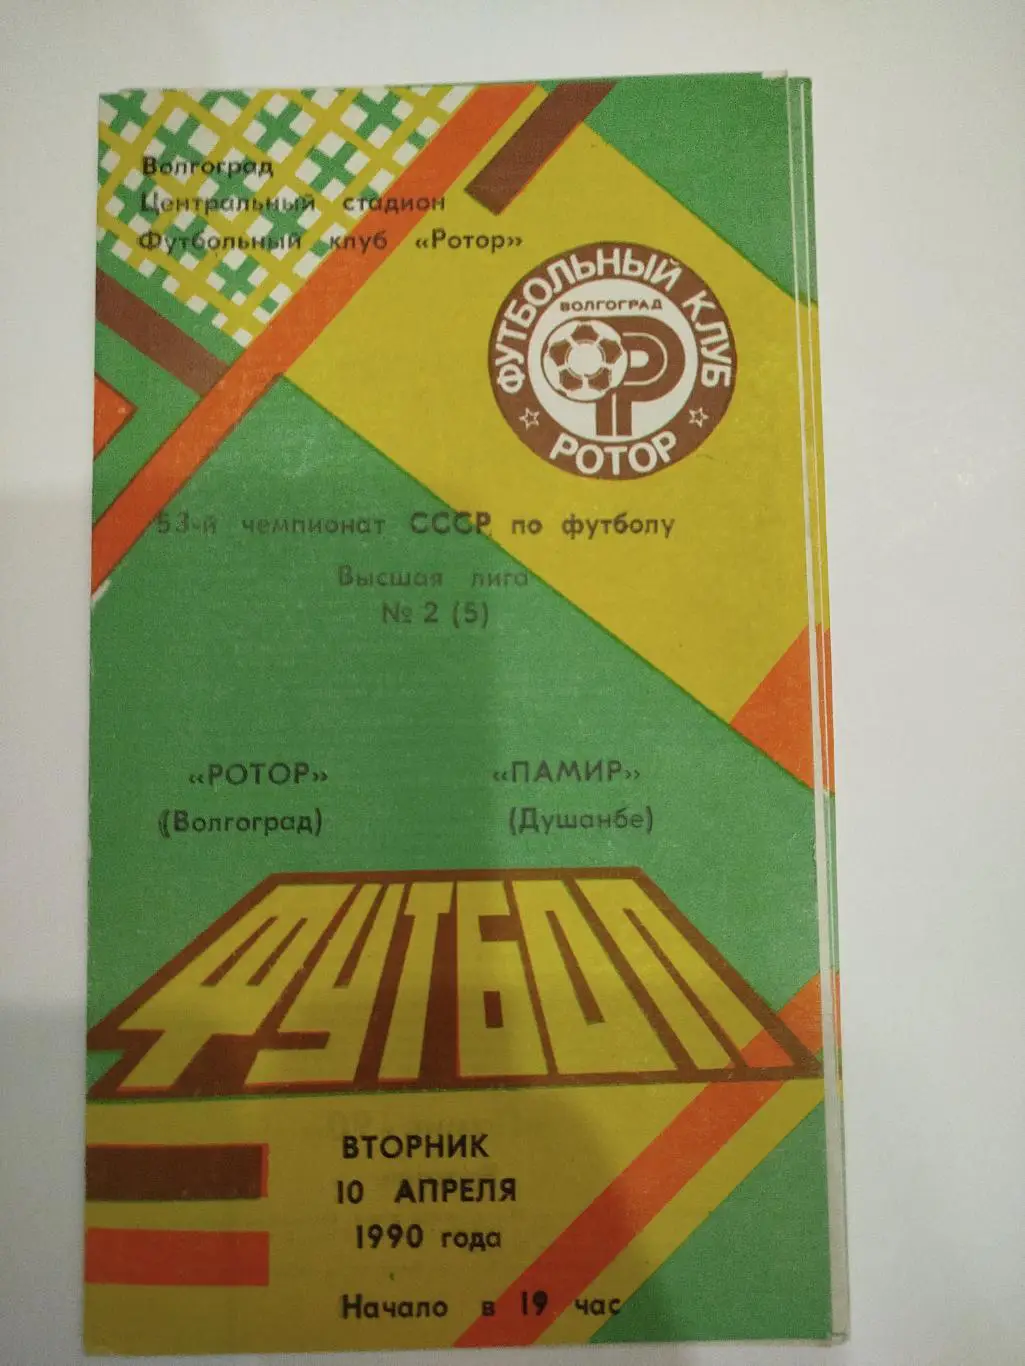 Волгоград
Центральный стадион
Футбольный клуб «Ротор»
ФУТБОЛЬНЫЙ КЛУБ
ВОЛГОГРАД
Р
РОТОР
53-й чемпионат СССР по футболу
Высшая лига
№ 2 (5)
«РОТОР» «ПАМИР»
(Волгоград) (Душанбе)
ФУТБОЛ
ВТОРНИК
10 АПРЕЛЯ
1990 года
Начало в 19 час